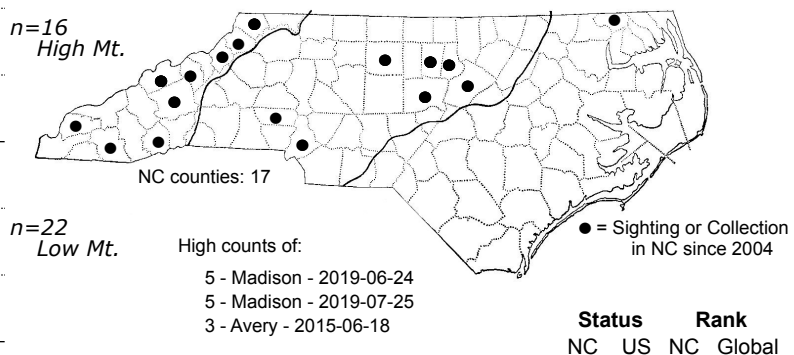 n=16
High Mt.
NC counties: 17
n=22
Low Mt.
● = Sighting or Collection
in NC since 2004
High counts of:
5 - Madison - 2019-06-24
5 - Madison - 2019-07-25
3 - Avery - 2015-06-18
Status Rank
NC US NC Global